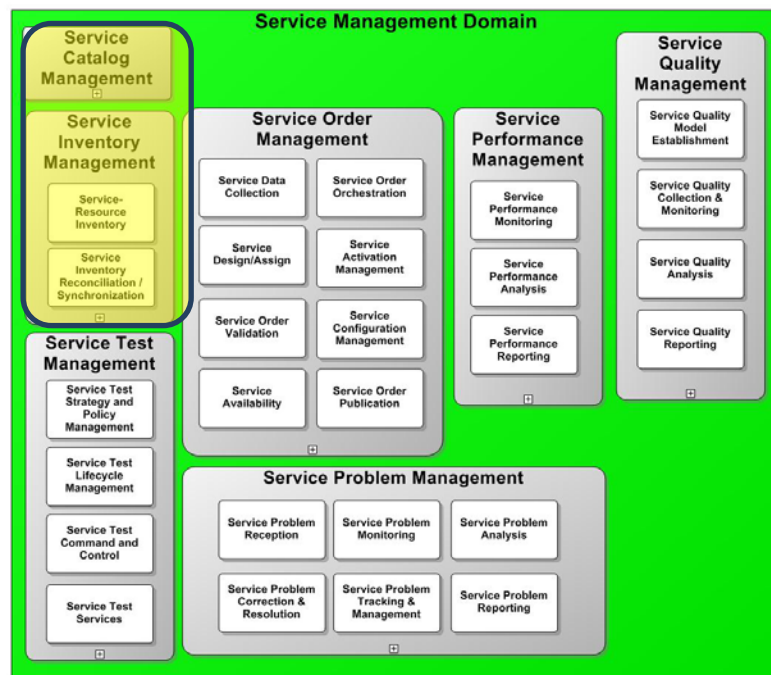 Service Management Domain
Service
Catalog
Management
Service
Inventory
Management
Service-
Resource
Inventory
Service
Inventory
Reconciliation /
Synchronization
Service Test
Management
Service Test
Strategy and
Policy
Management
Service Test
Lifecycle
Management
Service Test
Command and
Control
Service Test
Services
Service Order
Management
Service Data
Collection
Service Order
Orchestration
Service
Design/Assign
Service
Activation
Management
Service Order
Validation
Service
Configuration
Management
Service
Availability
Service Order
Publication
Service
Performance
Management
Service
Performance
Monitoring
Service
Performance
Analysis
Service
Performance
Reporting
Service
Quality
Management
Service Quality
Model
Establishment
Service Quality
Collection &
Monitoring
Service Quality
Analysis
Service Quality
Reporting
Service Problem Management
Service Problem
Reception
Service Problem
Monitoring
Service Problem
Analysis
Service Problem
Correction &
Resolution
Service Problem
Tracking &
Management
Service Problem
Reporting